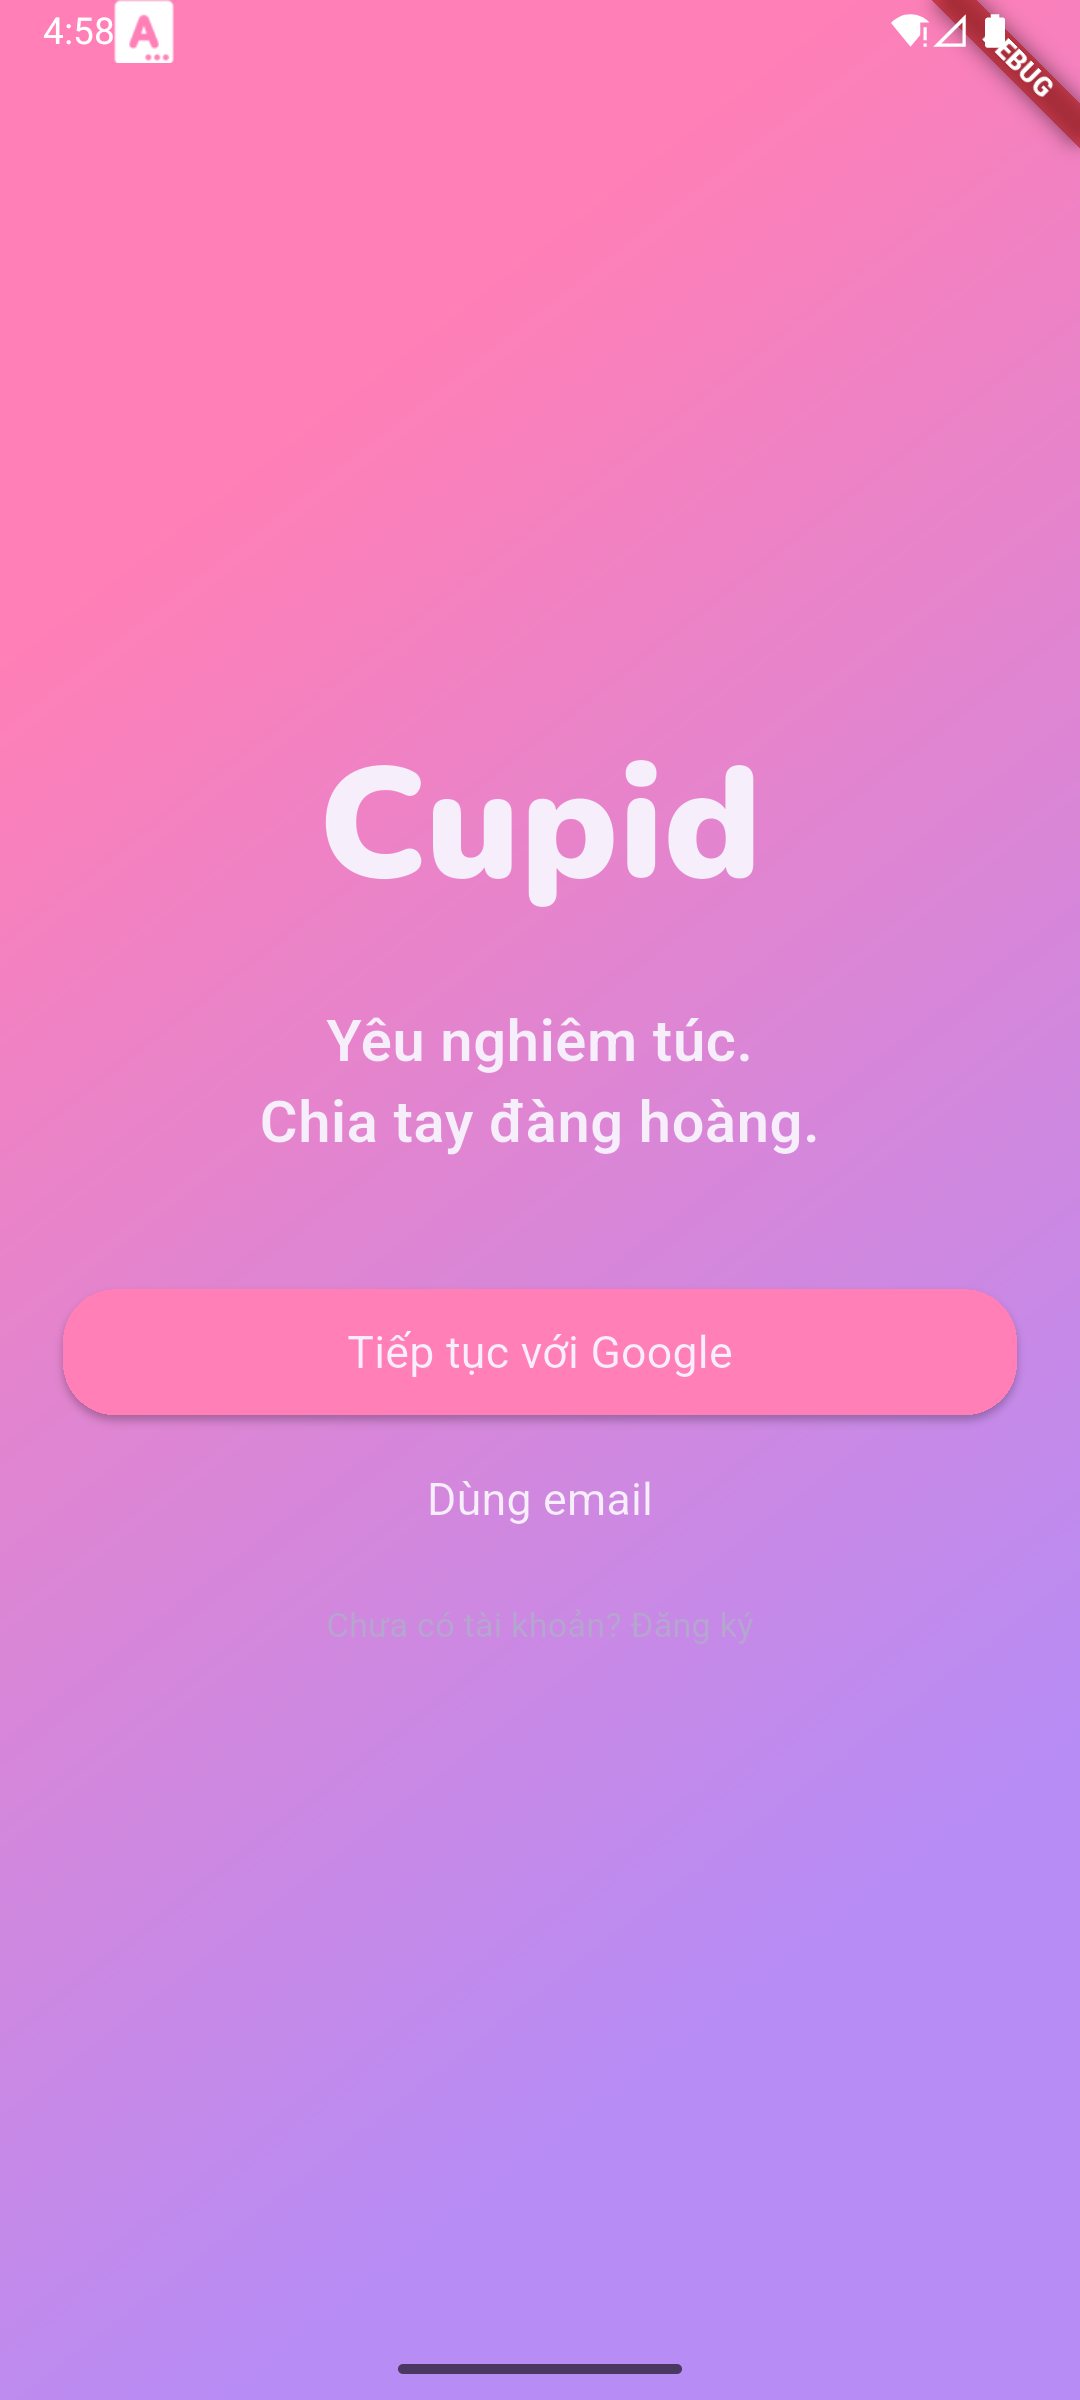 4:58
A
EBUG
Cupid
Yêu nghiêm túc.
Chia tay đàng hoàng.
Tiếp tục với Google
Dùng email
Chưa có tài khoản? Đăng ký